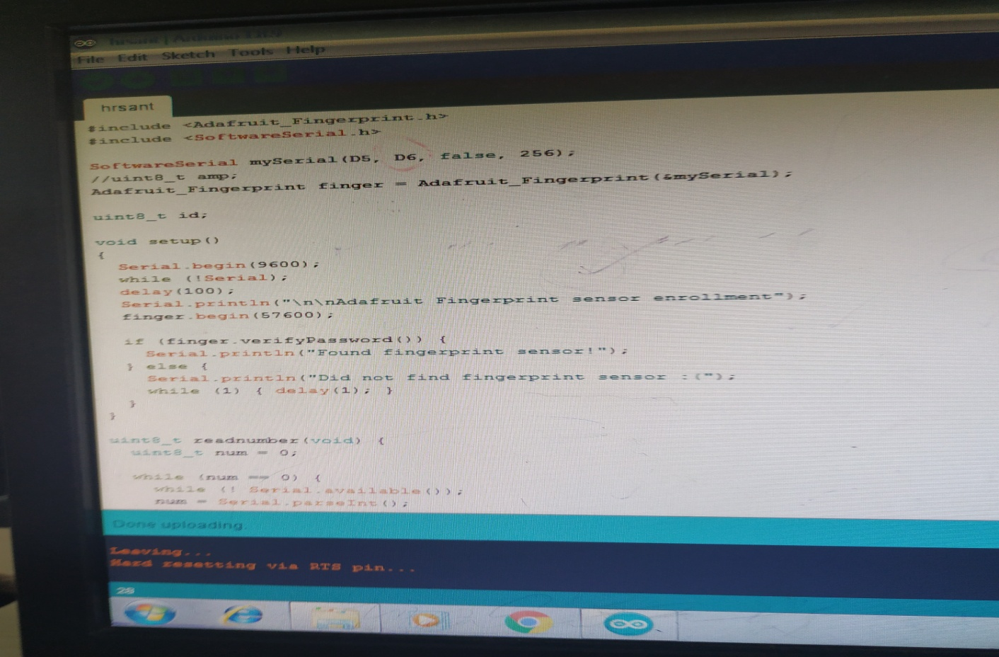 File Edit Sketch Tools Help
hrsant
#include <Adafruit_Fingerprint.h>
#include <SoftwareSerial.h>
SoftwareSerial mySerial(D5, D6, false, 256);
//uint8_t amp;
Adafruit_Fingerprint finger = Adafruit_Fingerprint(&mySerial);
uint8_t id;
void setup()
{
Serial.begin(9600);
while (!Serial);
delay(100);
Serial.println("\n\nAdafruit Fingerprint sensor enrollment");
finger.begin(57600);
if (finger.verifyPassword()) {
Serial.println("Found fingerprint sensor!");
} else {
Serial.println("Did not find fingerprint sensor :(");
while (1) { delay(1); }
}
}
uint8_t readnumber(void) {
uint8_t num = 0;
while (num == 0) {
while (! Serial.available());
num = Serial.parseInt();
Done uploading.
Leaving...
Hard resetting via RTS pin...
28